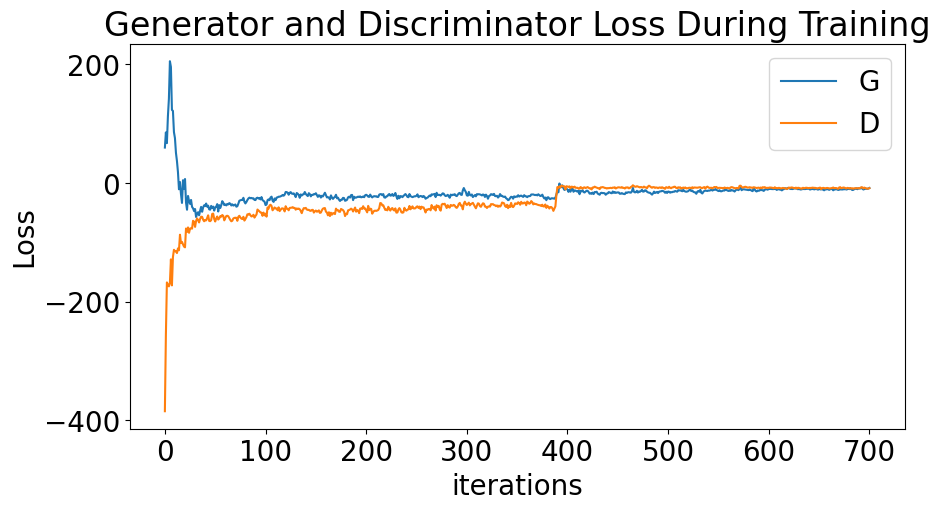 Generator and Discriminator Loss During Training
G
D
Loss
200
0
−200
−400
0 100 200 300 400 500 600 700
iterations